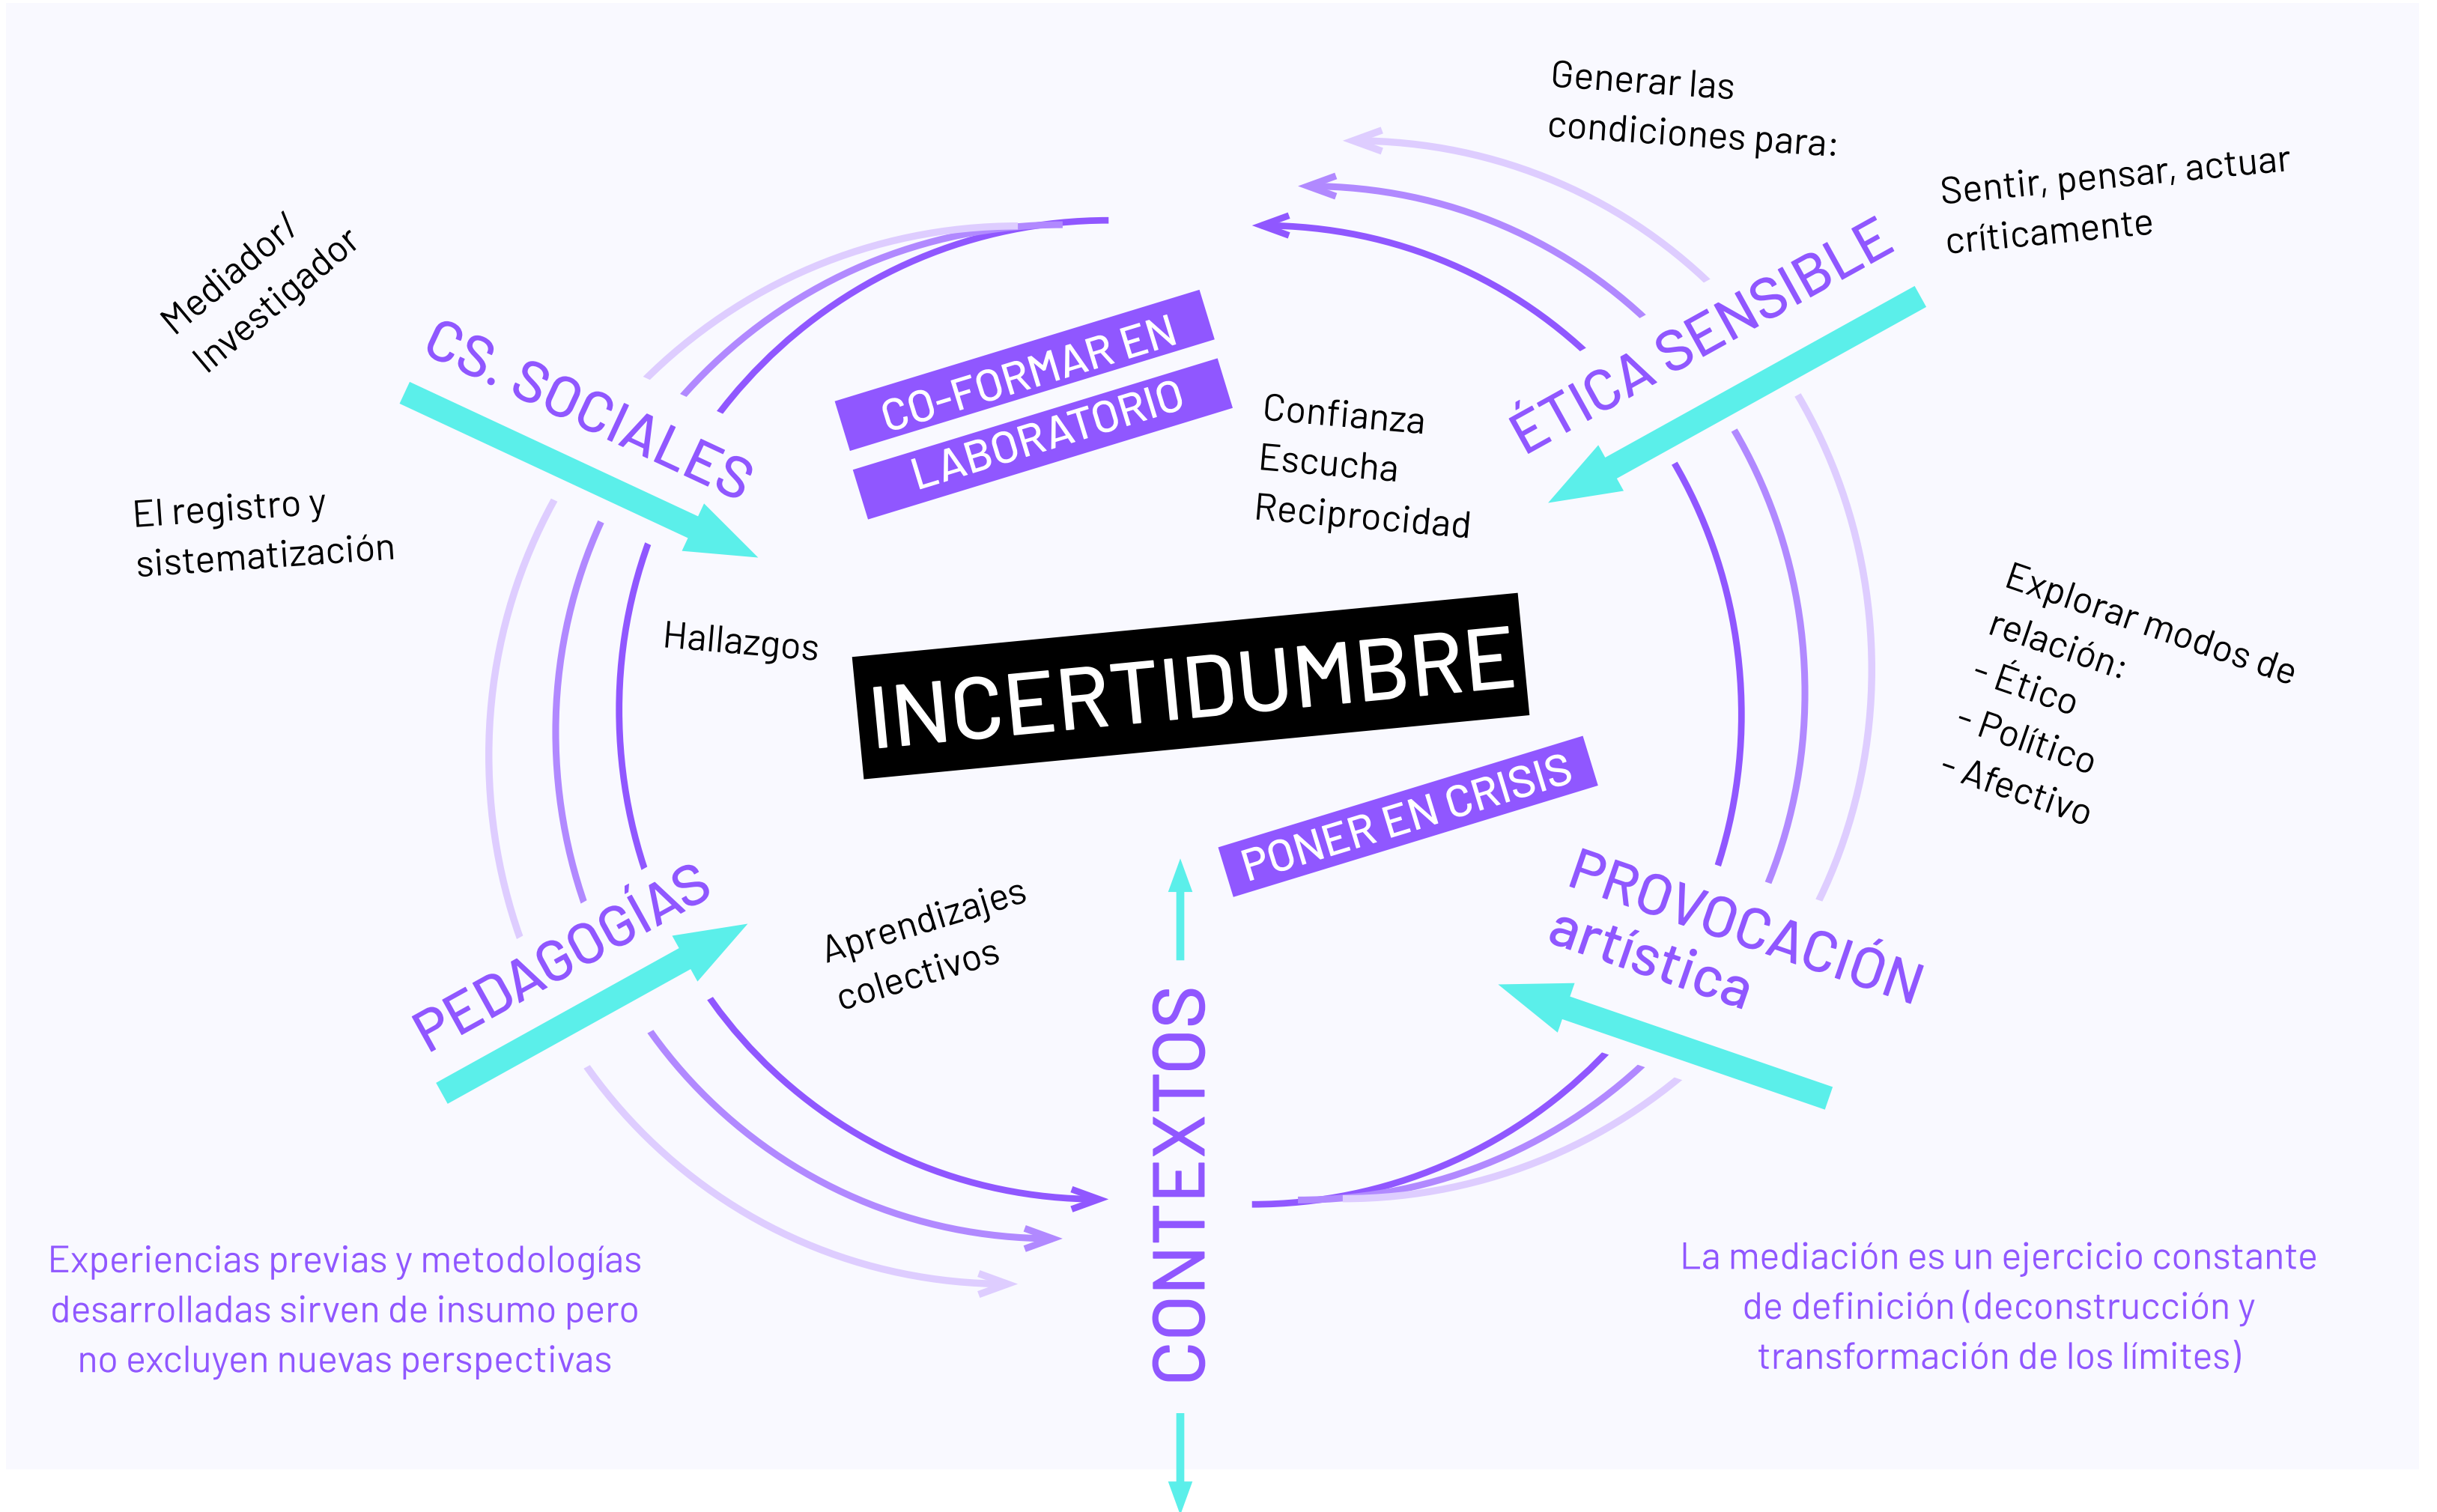 Generar las
condiciones para:
Sentir, pensar, actuar
críticamente
Mediador/
Investigador
CS. SOCIALES
ÉTICA SENSIBLE
CO-FORMAR EN
LABORATORIO
Confianza
Escucha
Reciprocidad
El registro y
sistematización
Hallazgos
INCERTIDUMBRE
Explorar modos de
relación:
- Ético
- Político
- Afectivo
PONER EN CRISIS
PEDAGOGÍAS
Aprendizajes
colectivos
PROVOCACIÓN
artística
CONTEXTOS
Experiencias previas y metodologías
desarrolladas sirven de insumo pero
no excluyen nuevas perspectivas
La mediación es un ejercicio constante
de definición (deconstrucción y
transformación de los límites)